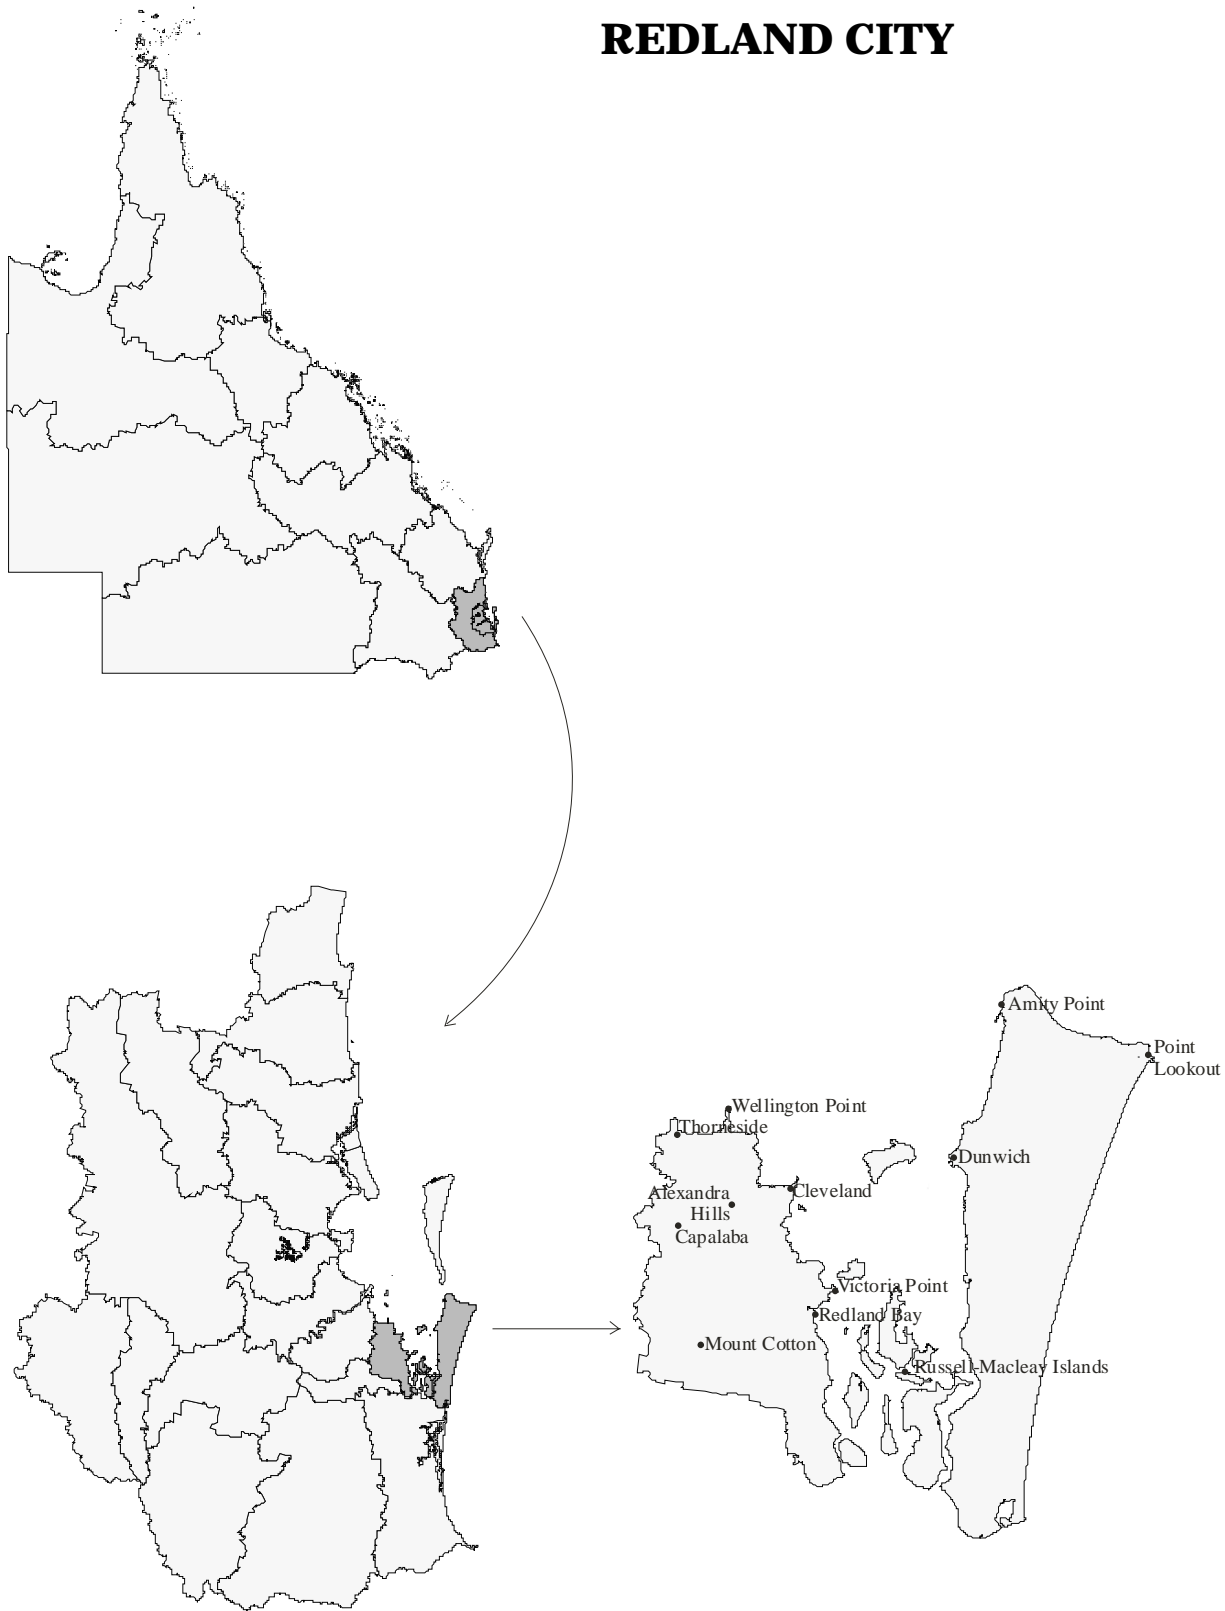 REDLAND CITY
Amity Point
Point
Lookout
Wellington Point
Thorneside
Dunwich
Cleveland
Alexandra
Hills
Capalaba
Victoria Point
Redland Bay
Mount Cotton
Russell-Macleay Islands